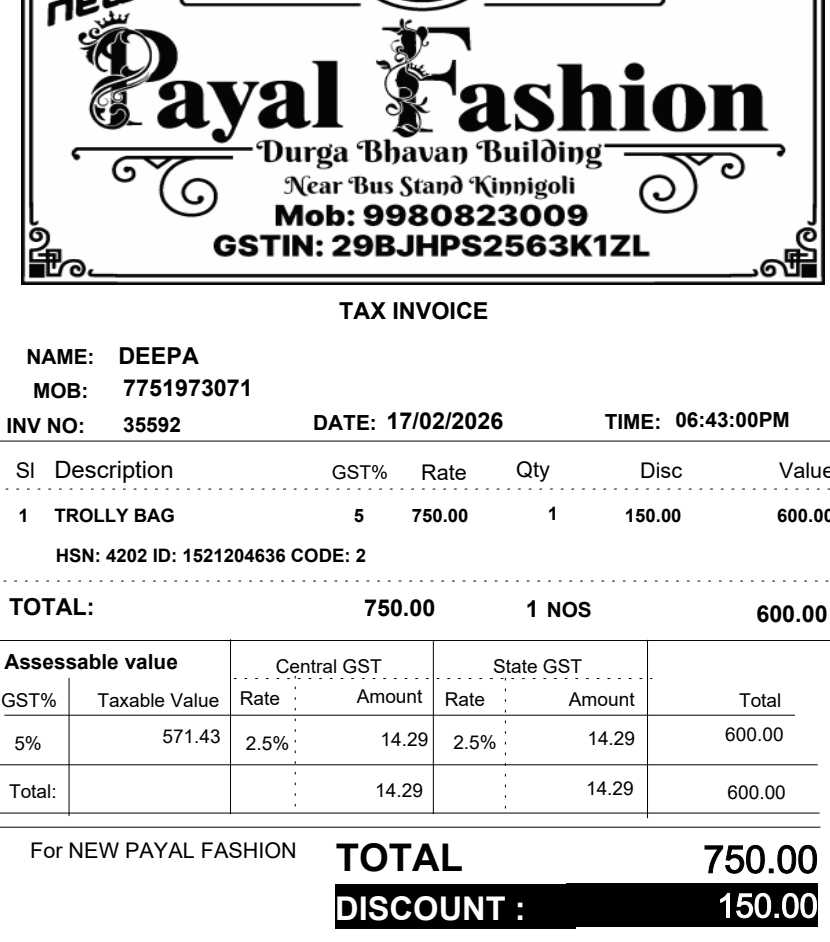 new
Payal Fashion
Durga Bhavan Building
Near Bus Stand Kinnigoli
Mob: 9980823009
GSTIN: 29BJHPS2563K1ZL
TAX INVOICE
NAME: DEEPA
MOB: 7751973071
INV NO: 35592 DATE: 17/02/2026 TIME: 06:43:00PM
Sl Description GST% Rate Qty Disc Value
1 TROLLY BAG 5 750.00 1 150.00 600.00
HSN: 4202 ID: 1521204636 CODE: 2
TOTAL: 750.00 1 NOS 600.00
Assessable value Central GST State GST
GST% Taxable Value Rate Amount Rate Amount Total
5% 571.43 2.5% 14.29 2.5% 14.29 600.00
Total: 14.29 14.29 600.00
For NEW PAYAL FASHION TOTAL 750.00
DISCOUNT : 150.00